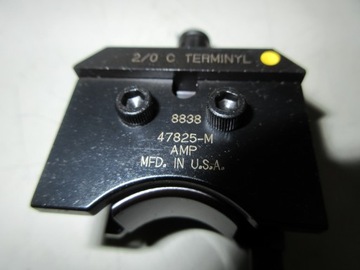 2/0 C TERMINYL
8838
47825-M
AMP
MFD. IN U.S.A.